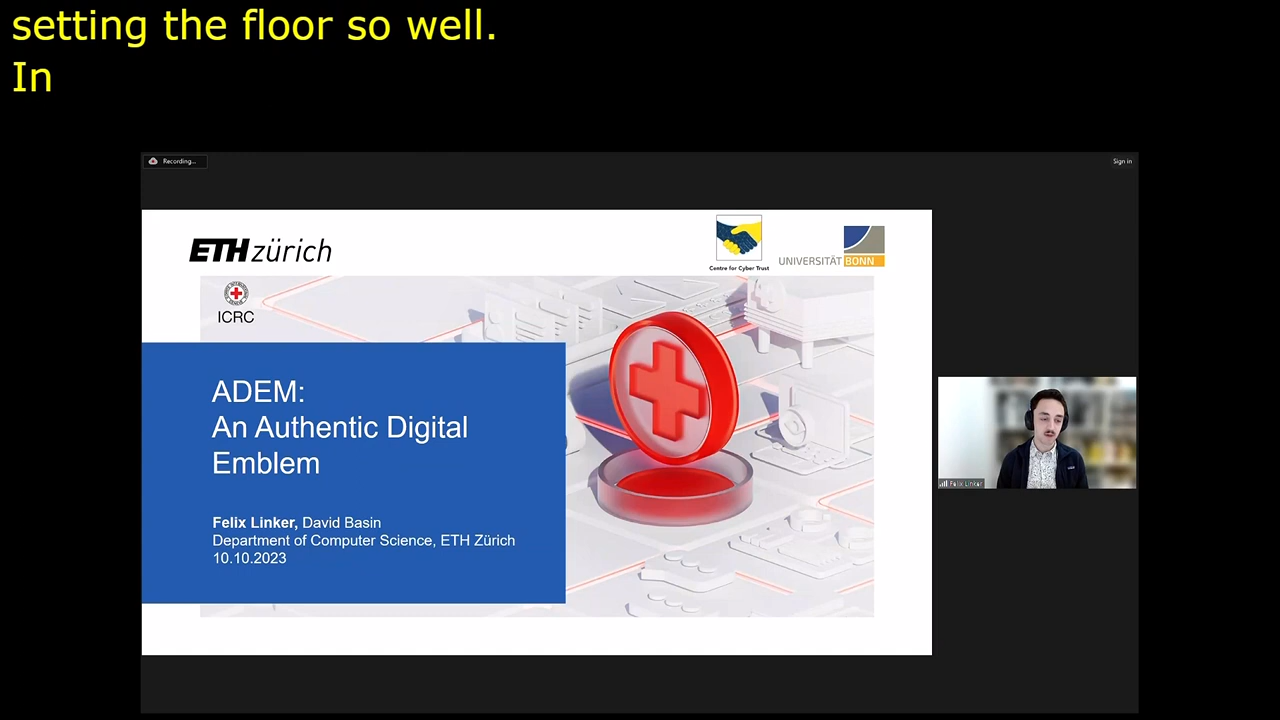 setting the floor so well.
In
Recording...
Sign in
ETH zürich
Centre for Cyber Trust
UNIVERSITÄT BONN
ICRC
ADEM:
An Authentic Digital
Emblem
Felix Linker, David Basin
Department of Computer Science, ETH Zürich
10.10.2023
Felix Linker